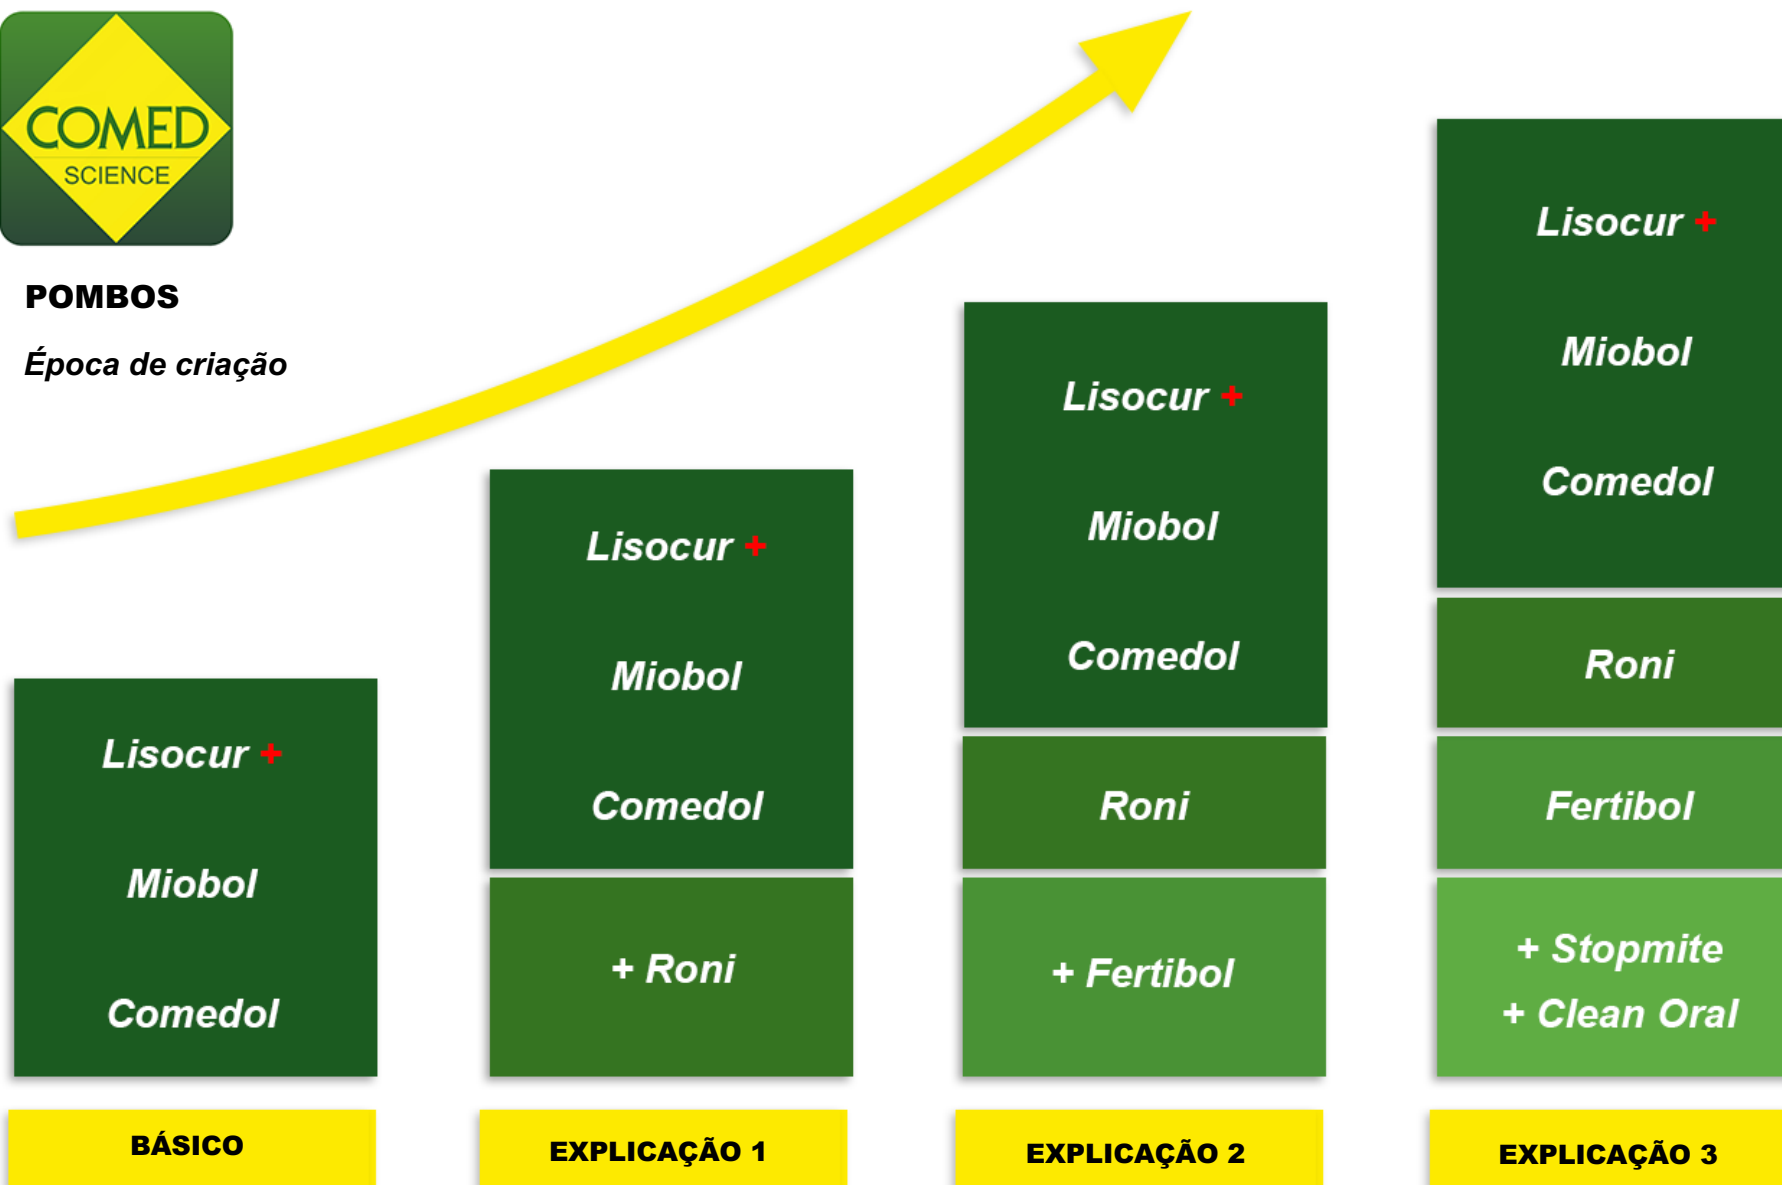 COMED
SCIENCE
POMBOS
Época de criação
Lisocur +
Miobol
Comedol
BÁSICO
Lisocur +
Miobol
Comedol
+ Roni
EXPLICAÇÃO 1
Lisocur +
Miobol
Comedol
Roni
+ Fertibol
EXPLICAÇÃO 2
Lisocur +
Miobol
Comedol
Roni
Fertibol
+ Stopmite
+ Clean Oral
EXPLICAÇÃO 3